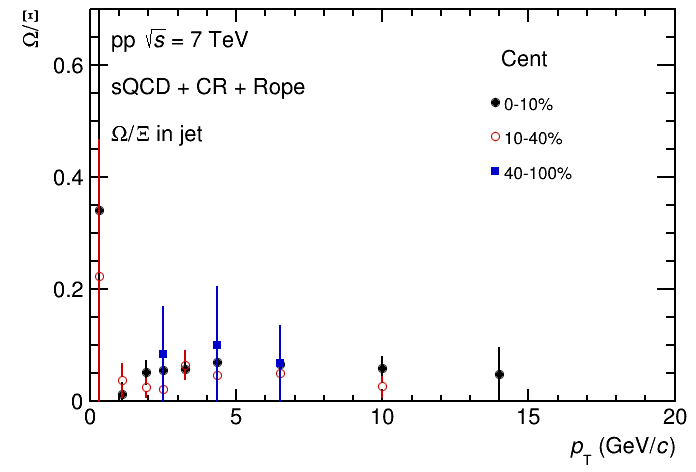 Ω/Ξ
pp √s = 7 TeV
sQCD + CR + Rope
Ω/Ξ in jet
Cent
0-10%
10-40%
40-100%
0.6
0.4
0.2
0
0 5 10 15 20
p_T (GeV/c)